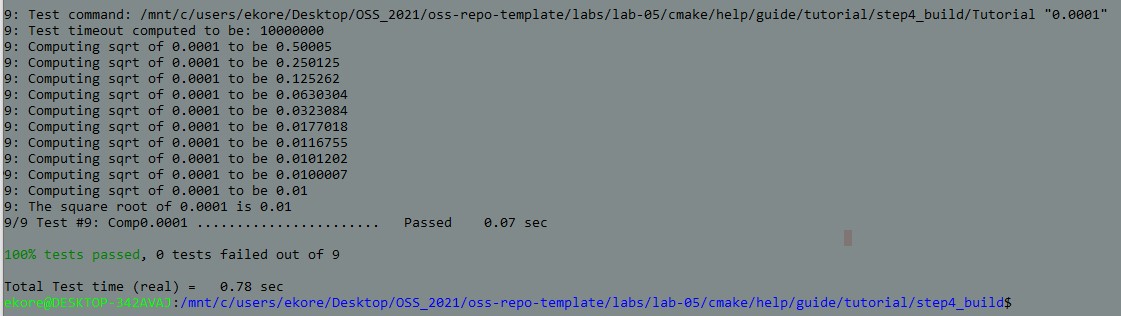 9: Test command: /mnt/c/users/ekore/Desktop/OSS_2021/oss-repo-template/labs/lab-05/cmake/help/guide/tutorial/step4_build/Tutorial "0.0001"
9: Test timeout computed to be: 10000000
9: Computing sqrt of 0.0001 to be 0.50005
9: Computing sqrt of 0.0001 to be 0.250125
9: Computing sqrt of 0.0001 to be 0.125262
9: Computing sqrt of 0.0001 to be 0.0630304
9: Computing sqrt of 0.0001 to be 0.0323084
9: Computing sqrt of 0.0001 to be 0.0177018
9: Computing sqrt of 0.0001 to be 0.0116755
9: Computing sqrt of 0.0001 to be 0.0101202
9: Computing sqrt of 0.0001 to be 0.0100007
9: Computing sqrt of 0.0001 to be 0.01
9: The square root of 0.0001 is 0.01
9/9 Test #9: Comp0.0001 .......................   Passed    0.07 sec
100% tests passed, 0 tests failed out of 9
Total Test time (real) =   0.78 sec
ekore@DESKTOP-342AVAJ:/mnt/c/users/ekore/Desktop/OSS_2021/oss-repo-template/labs/lab-05/cmake/help/guide/tutorial/step4_build$